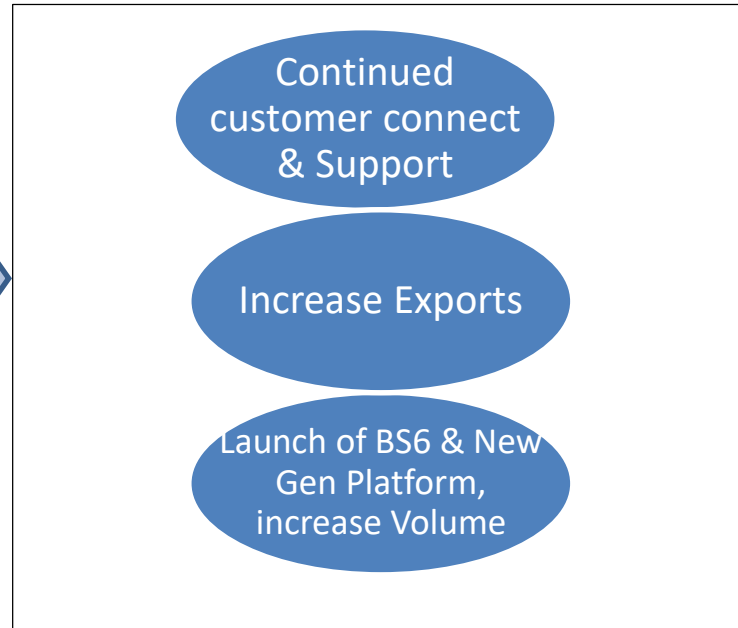 Continued
customer connect
& Support
Increase Exports
Launch of BS6 & New
Gen Platform,
increase Volume